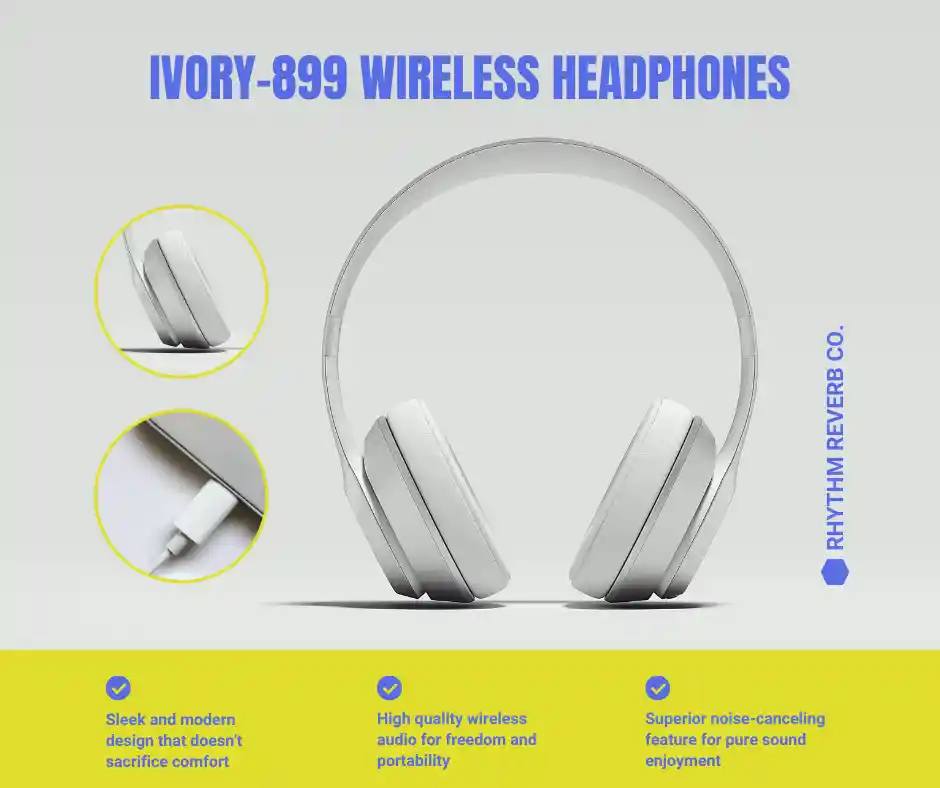 IVORY-899 WIRELESS HEADPHONES
RHYTHM REVERB CO.
Sleek and modern
design that doesn't
sacrifice comfort
High quality wireless
audio for freedom and
portability
Superior noise-canceling
feature for pure sound
enjoyment